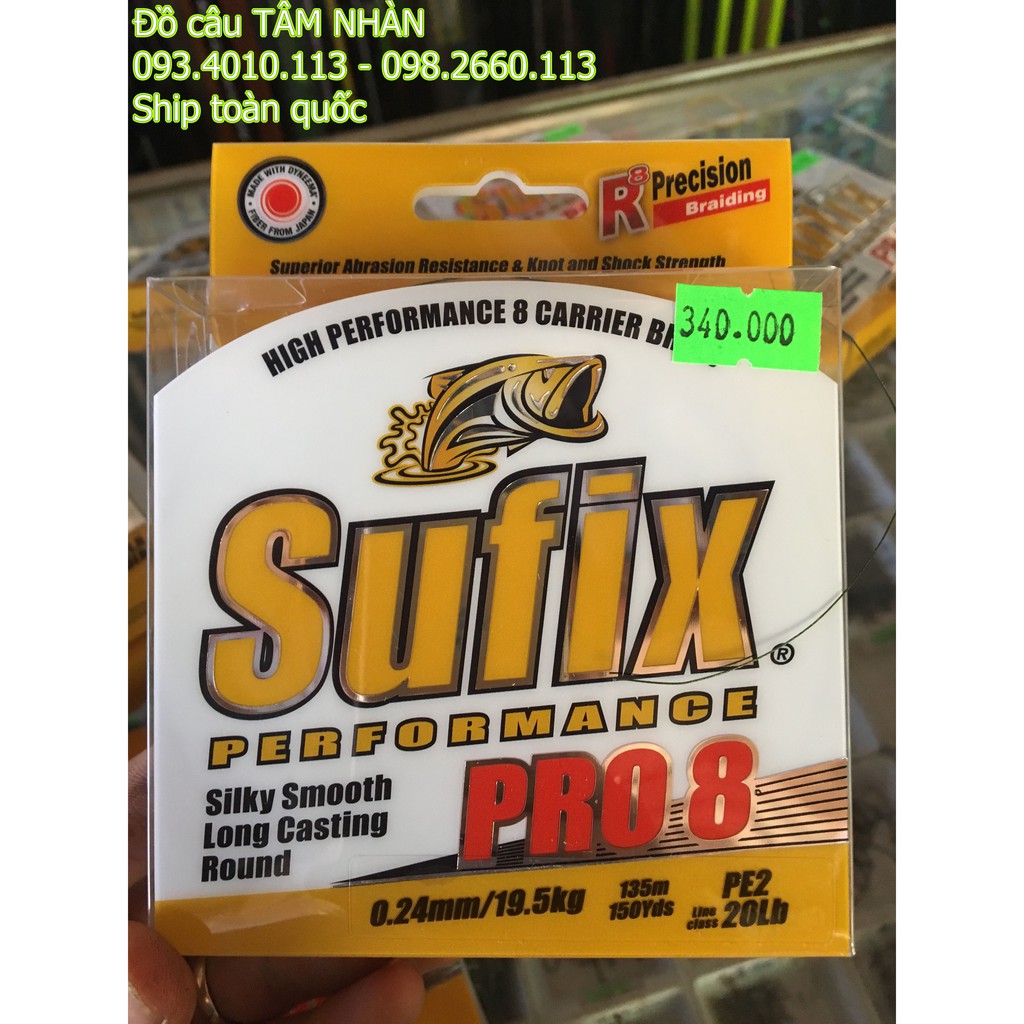 Đồ câu TÂM NHÀN
093.4010.113 - 098.2660.113
Ship toàn quốc
MADE WITH DYNEEMA®
FIBER FROM JAPAN
R8 Precision
Braiding
Superior Abrasion Resistance & Knot and Shock Strength
HIGH PERFORMANCE 8 CARRIER
340.000
Sufix®
PERFORMANCE
PRO 8
Silky Smooth
Long Casting
Round
0.24mm/19.5kg
135m
150Yds
PE2
Line class 20Lb